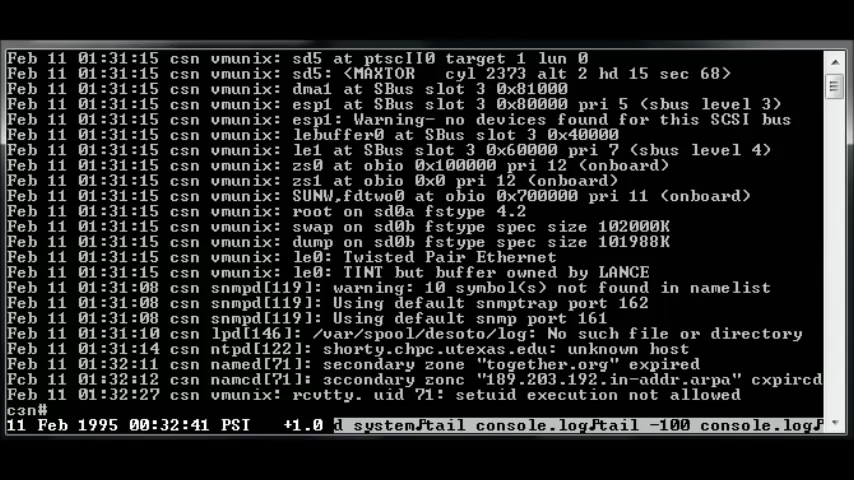 Feb 11 01:31:15 csn vmunix: sd5 at ptscII0 target 1 lun 0
Feb 11 01:31:15 csn vmunix: sd5: <MAXTOR   cyl 2373 alt 2 hd 15 sec 68>
Feb 11 01:31:15 csn vmunix: dma1 at SBus slot 3 0x81000
Feb 11 01:31:15 csn vmunix: esp1 at SBus slot 3 0x80000 pri 5 (sbus level 3)
Feb 11 01:31:15 csn vmunix: esp1: Warning- no devices found for this SCSI bus
Feb 11 01:31:15 csn vmunix: lebuffer0 at SBus slot 3 0x40000
Feb 11 01:31:15 csn vmunix: le1 at SBus slot 3 0x60000 pri 7 (sbus level 4)
Feb 11 01:31:15 csn vmunix: zs0 at obio 0x100000 pri 12 (onboard)
Feb 11 01:31:15 csn vmunix: zs1 at obio 0x0 pri 12 (onboard)
Feb 11 01:31:15 csn vmunix: SUNW,fdtwo0 at obio 0x700000 pri 11 (onboard)
Feb 11 01:31:15 csn vmunix: root on sd0a fstype 4.2
Feb 11 01:31:15 csn vmunix: swap on sd0b fstype spec size 102000K
Feb 11 01:31:15 csn vmunix: dump on sd0b fstype spec size 101988K
Feb 11 01:31:15 csn vmunix: le0: Twisted Pair Ethernet
Feb 11 01:31:15 csn vmunix: le0: TINT but buffer owned by LANCE
Feb 11 01:31:08 csn snmpd[119]: warning: 10 symbol(s) not found in namelist
Feb 11 01:31:08 csn snmpd[119]: Using default snmptrap port 162
Feb 11 01:31:08 csn snmpd[119]: Using default snmp port 161
Feb 11 01:31:10 csn lpd[146]: /var/spool/desoto/log: No such file or directory
Feb 11 01:31:14 csn ntpd[122]: shorty.chpc.utexas.edu: unknown host
Feb 11 01:32:11 csn named[71]: secondary zone "together.org" expired
Feb 11 01:32:12 csn named[71]: secondary zone "189.203.192.in-addr.arpa" expired
Feb 11 01:32:27 csn vmunix: rcvtty. uid 71: setuid execution not allowed
csn#
11 Feb 1995 00:32:41 PST   +1.0 d system♪tail console.log♪tail -100 console.log♪